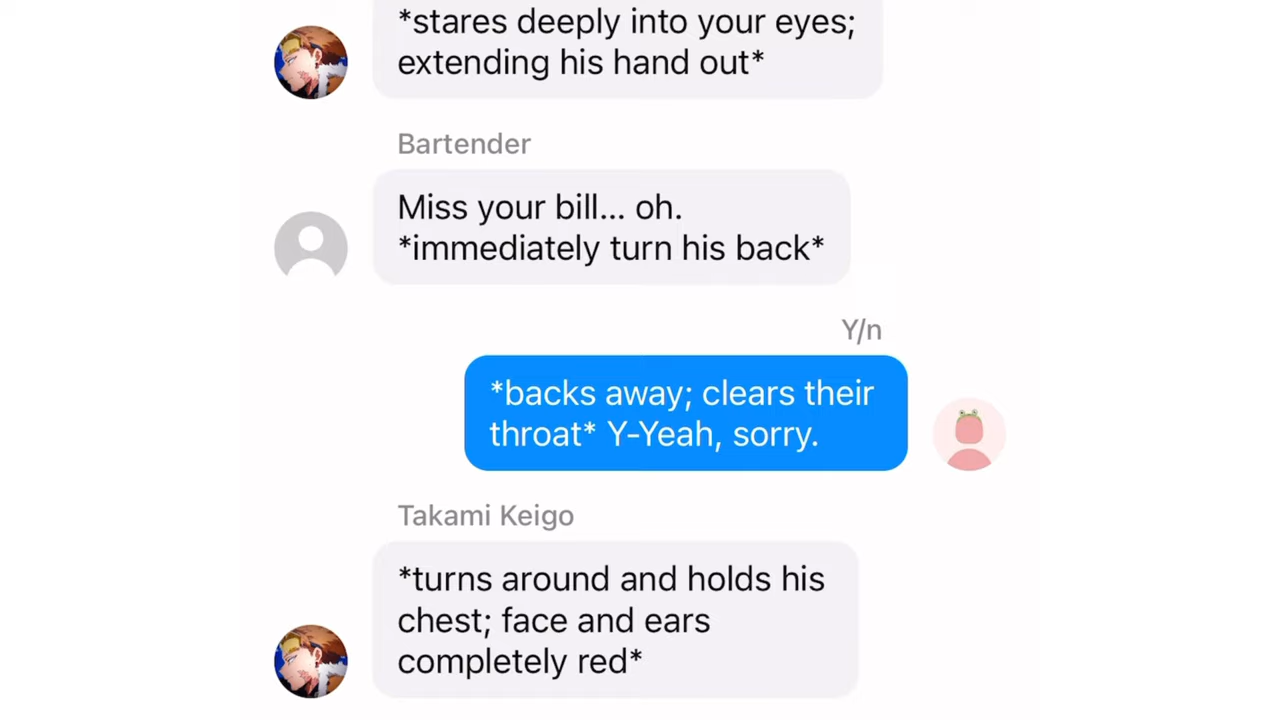 *stares deeply into your eyes;
extending his hand out*
Bartender
Miss your bill... oh.
*immediately turn his back*
Y/n
*backs away; clears their
throat* Y-Yeah, sorry.
Takami Keigo
*turns around and holds his
chest; face and ears
completely red*